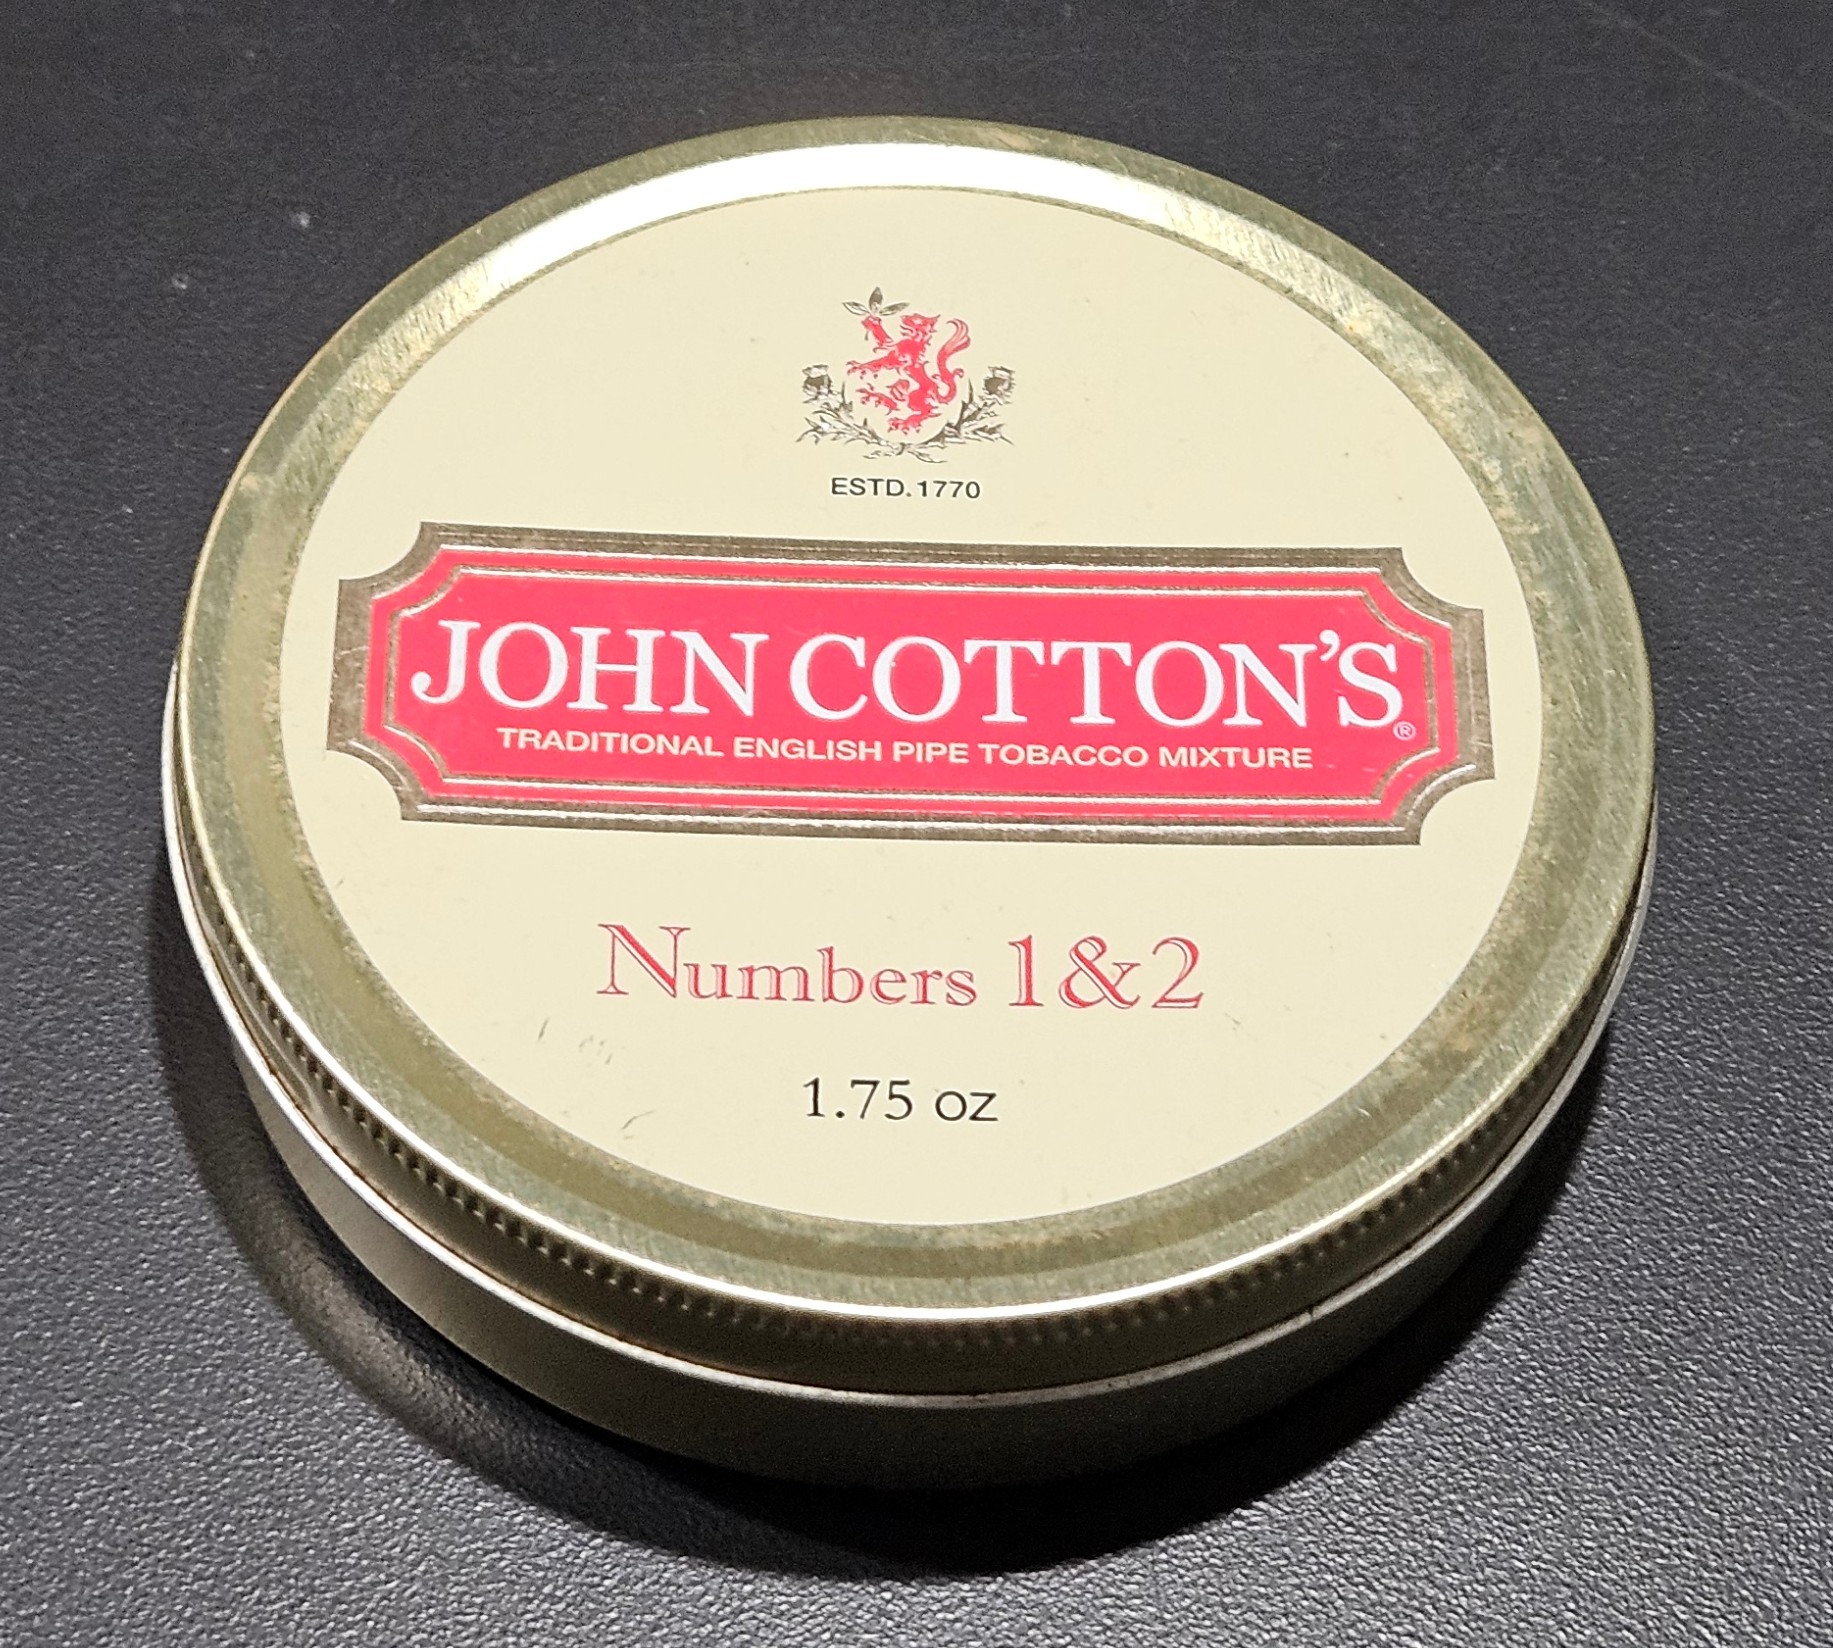 ESTD. 1770
JOHN COTTON'S®
TRADITIONAL ENGLISH PIPE TOBACCO MIXTURE
Numbers 1&2
1.75 oz